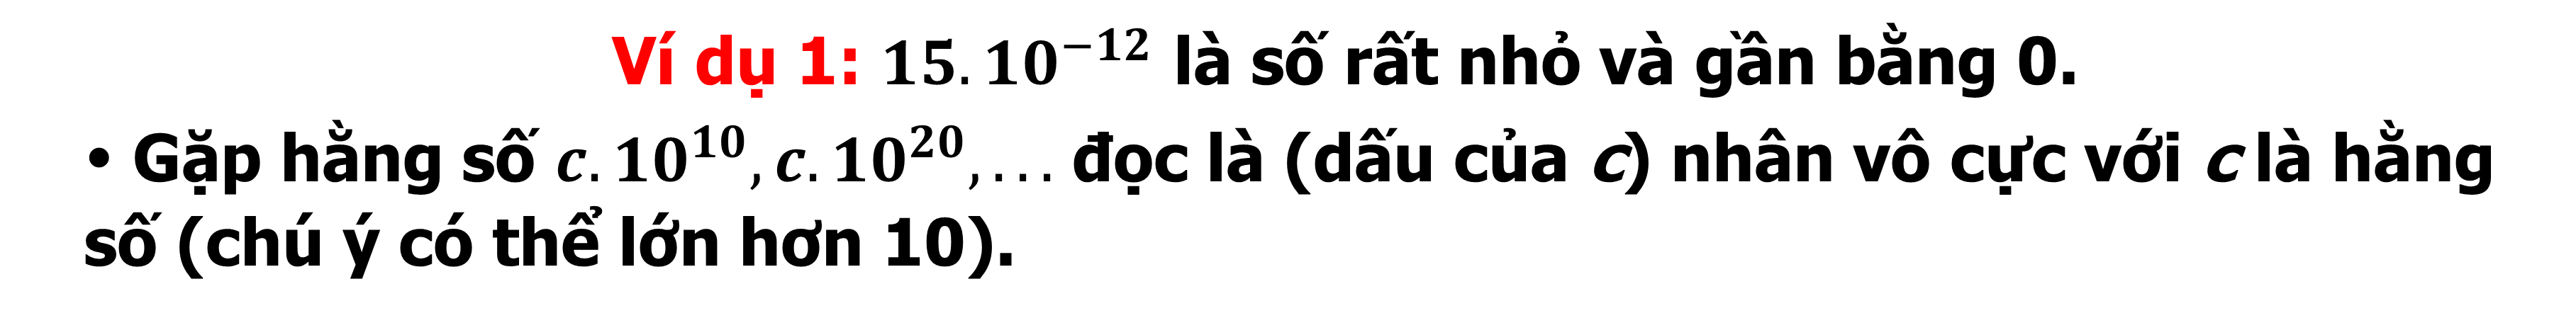 Ví dụ 1: 15.10⁻¹² là số rất nhỏ và gần bằng 0.
• Gặp hằng số c.10¹⁰, c.10²⁰, ... đọc là (dấu của c) nhân vô cực với c là hằng
số (chú ý có thể lớn hơn 10).